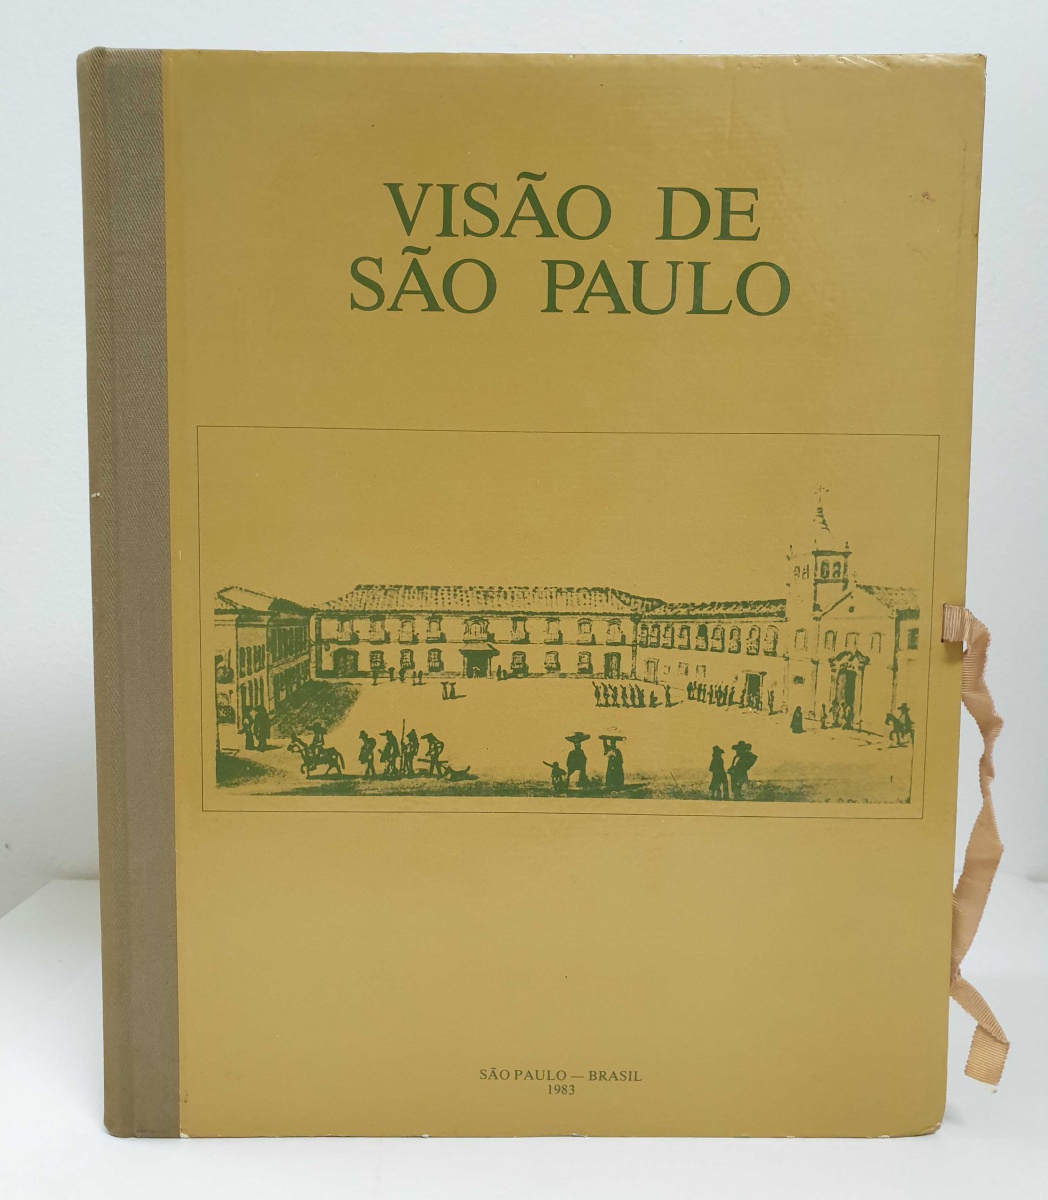 VISÃO DE
SÃO PAULO
SÃO PAULO — BRASIL
1983